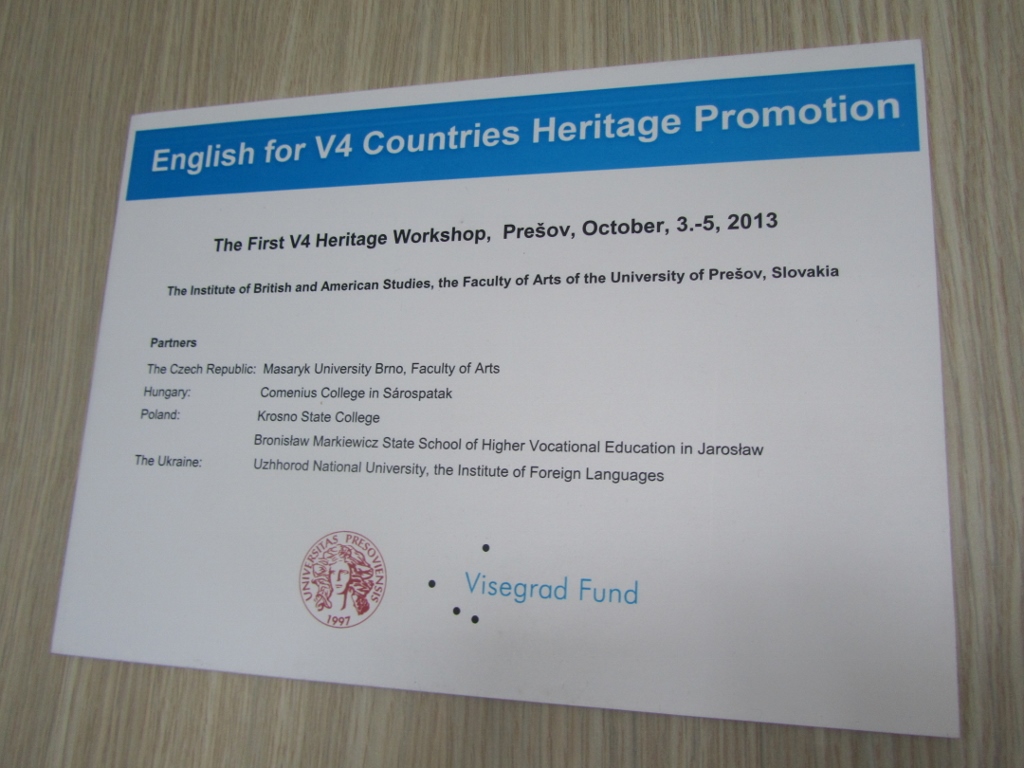 English for V4 Countries Heritage Promotion
The First V4 Heritage Workshop, Prešov, October, 3.-5, 2013
The Institute of British and American Studies, the Faculty of Arts of the University of Prešov, Slovakia
Partners
The Czech Republic: Masaryk University Brno, Faculty of Arts
Hungary: Comenius College in Sárospatak
Poland: Krosno State College
Bronisław Markiewicz State School of Higher Vocational Education in Jarosław
The Ukraine: Uzhhorod National University, the Institute of Foreign Languages
UNIVERSITAS PRESOVIENSIS
1997
Visegrad Fund